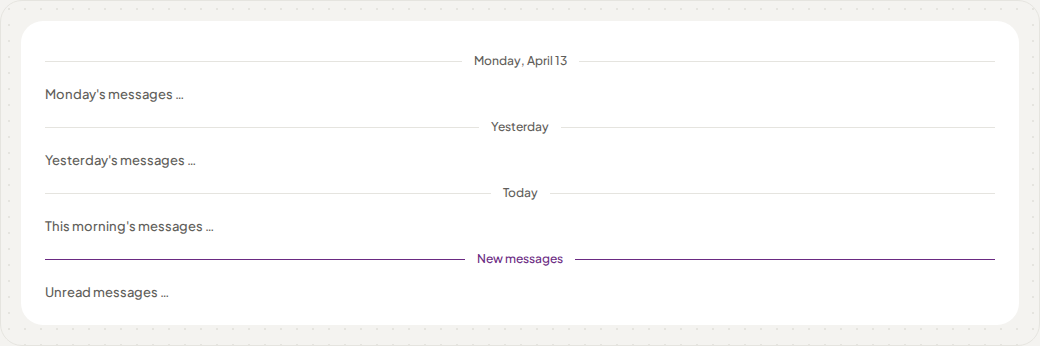 Monday, April 13
Monday's messages …
Yesterday
Yesterday's messages …
Today
This morning's messages …
New messages
Unread messages …